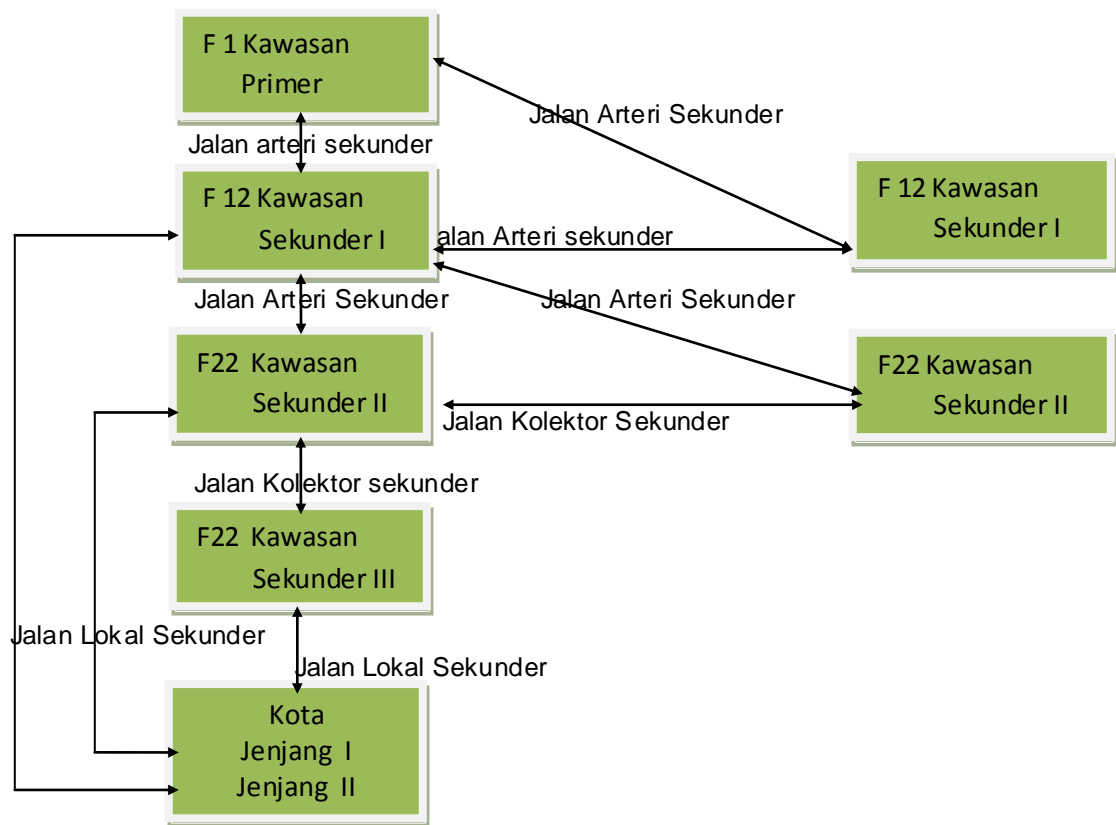 F 1 Kawasan
Primer
Jalan Arteri Sekunder
Jalan arteri sekunder
F 12 Kawasan
Sekunder I
F 12 Kawasan
Sekunder I
alan Arteri sekunder
Jalan Arteri Sekunder
Jalan Arteri Sekunder
F22 Kawasan
Sekunder II
F22 Kawasan
Sekunder II
Jalan Kolektor Sekunder
Jalan Kolektor sekunder
F22 Kawasan
Sekunder III
Jalan Lokal Sekunder
Jalan Lokal Sekunder
Kota
Jenjang I
Jenjang II